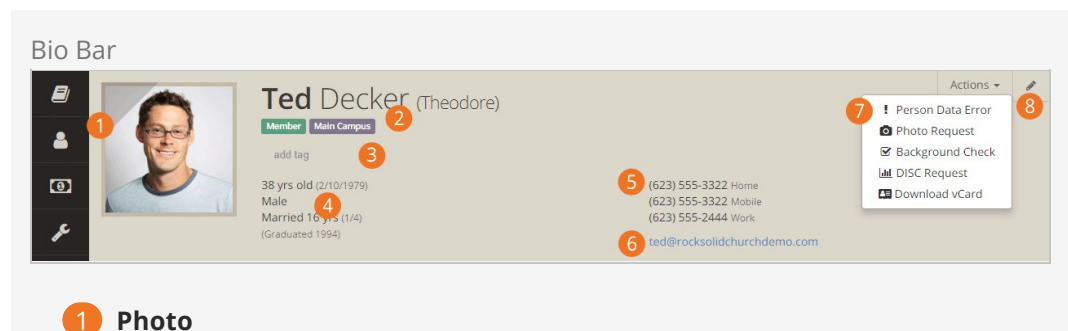 Bio Bar
Ted Decker (Theodore)
Member Main Campus
add tag
38 yrs old (2/10/1979)
Male
Married 16 yrs (1/4)
(Graduated 1994)
(623) 555-3322 Home
(623) 555-3322 Mobile
(623) 555-2444 Work
ted@rocksolidchurchdemo.com
Actions
Person Data Error
Photo Request
Background Check
DISC Request
Download vCard
1
2
3
4
5
6
7
8
1 Photo